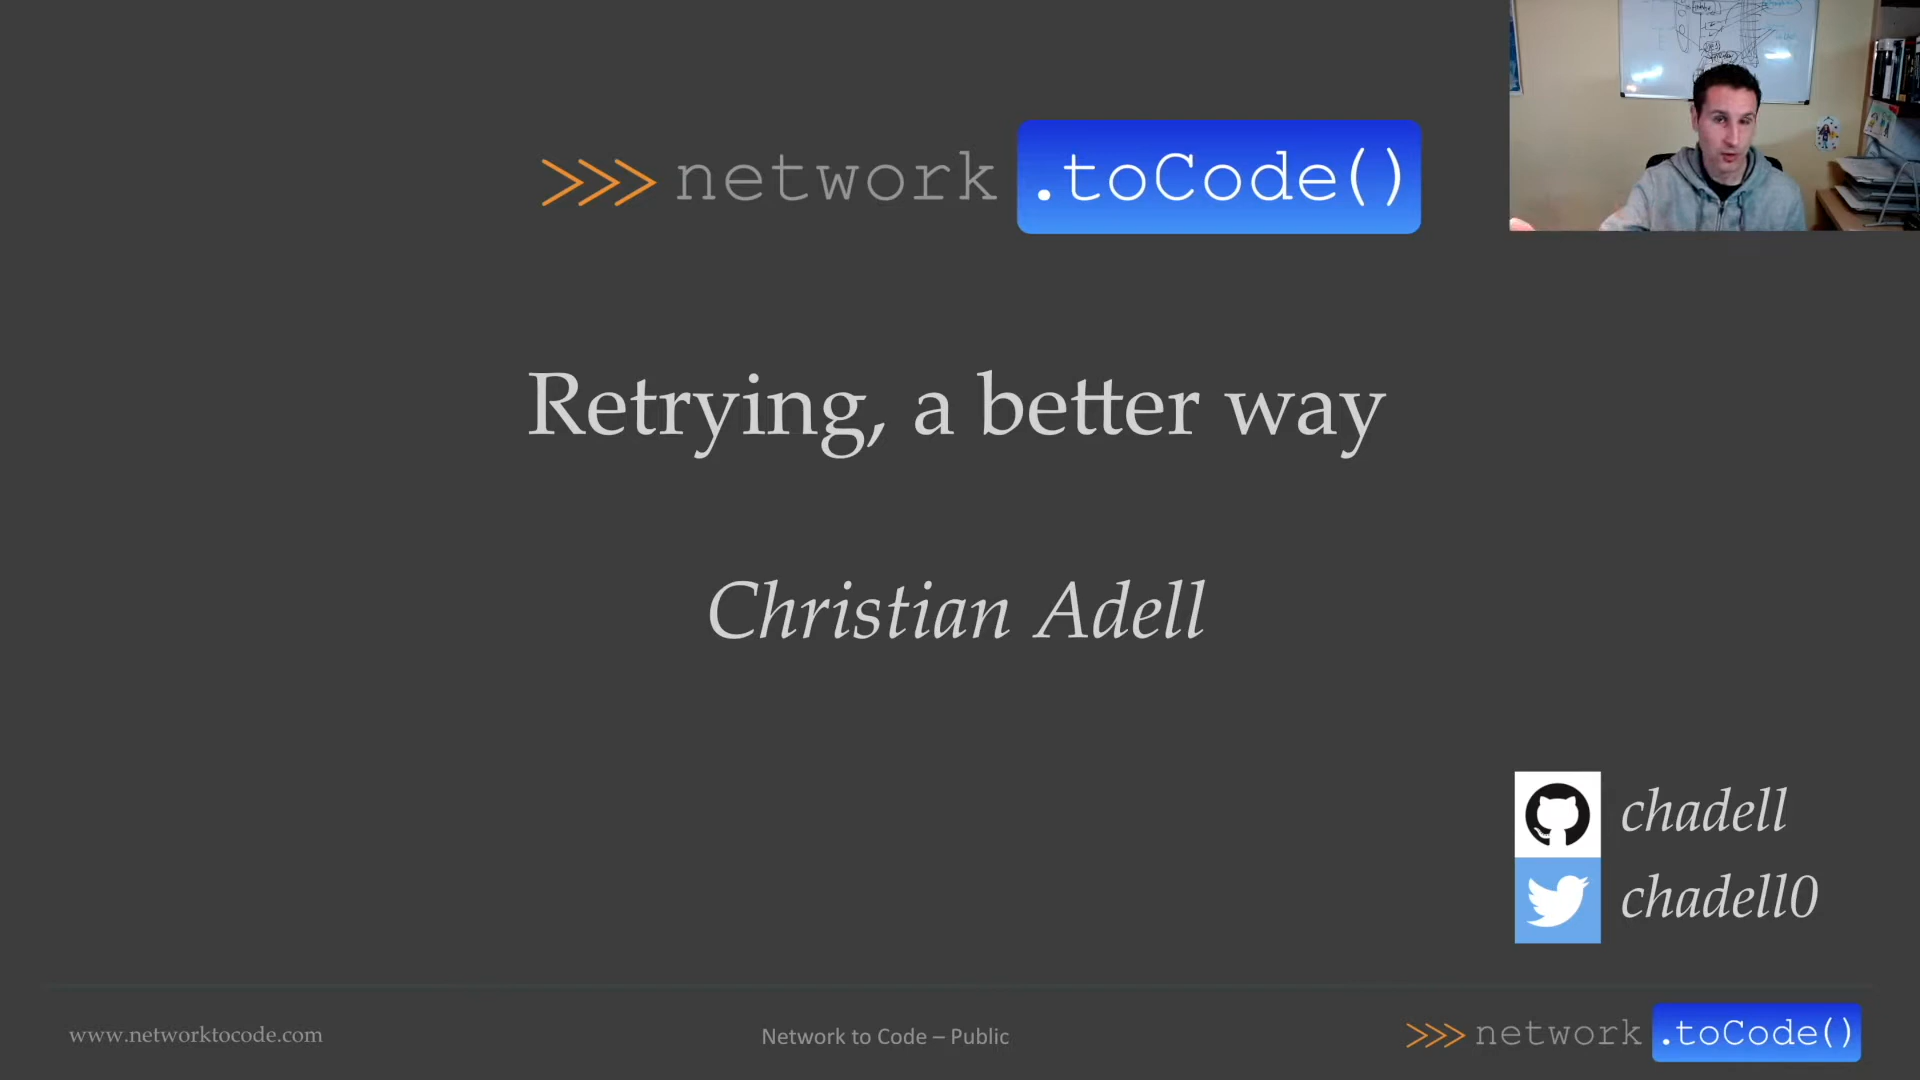 >>> network .toCode()
Retrying, a better way
Christian Adell
chadell
chadell0
www.networktocode.com
Network to Code – Public
>>> network .toCode()